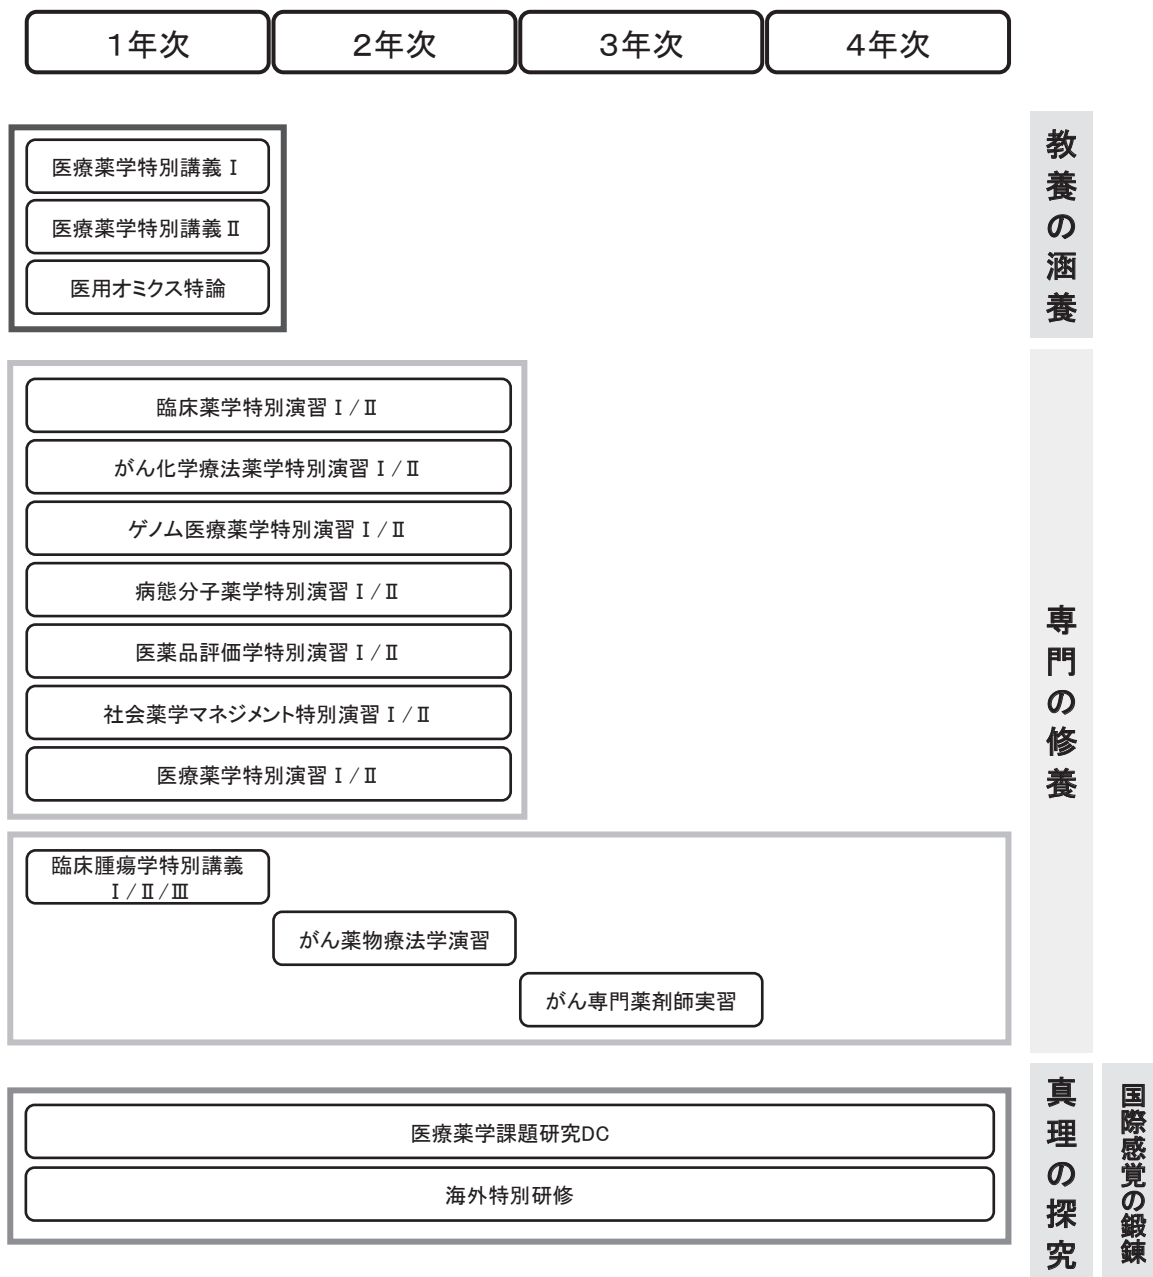 1年次
2年次
3年次
4年次
医療薬学特別講義Ⅰ
医療薬学特別講義Ⅱ
医用オミクス特論
教養の涵養
臨床薬学特別演習Ⅰ/Ⅱ
がん化学療法薬学特別演習Ⅰ/Ⅱ
ゲノム医療薬学特別演習Ⅰ/Ⅱ
病態分子薬学特別演習Ⅰ/Ⅱ
医薬品評価学特別演習Ⅰ/Ⅱ
社会薬学マネジメント特別演習Ⅰ/Ⅱ
医療薬学特別演習Ⅰ/Ⅱ
臨床腫瘍学特別講義
Ⅰ/Ⅱ/Ⅲ
がん薬物療法学演習
がん専門薬剤師実習
専門の修養
医療薬学課題研究DC
海外特別研修
真理の探究
国際感覚の鍛錬